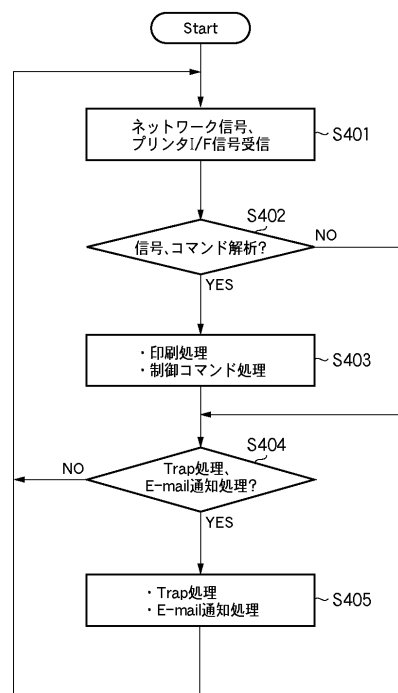 Start
ネットワーク信号、
プリンタI/F信号受信
S401
S402
信号、コマンド解析?
NO
YES
・印刷処理
・制御コマンド処理
S403
S404
Trap処理、
E-mail通知処理?
NO
YES
・Trap処理
・E-mail通知処理
S405